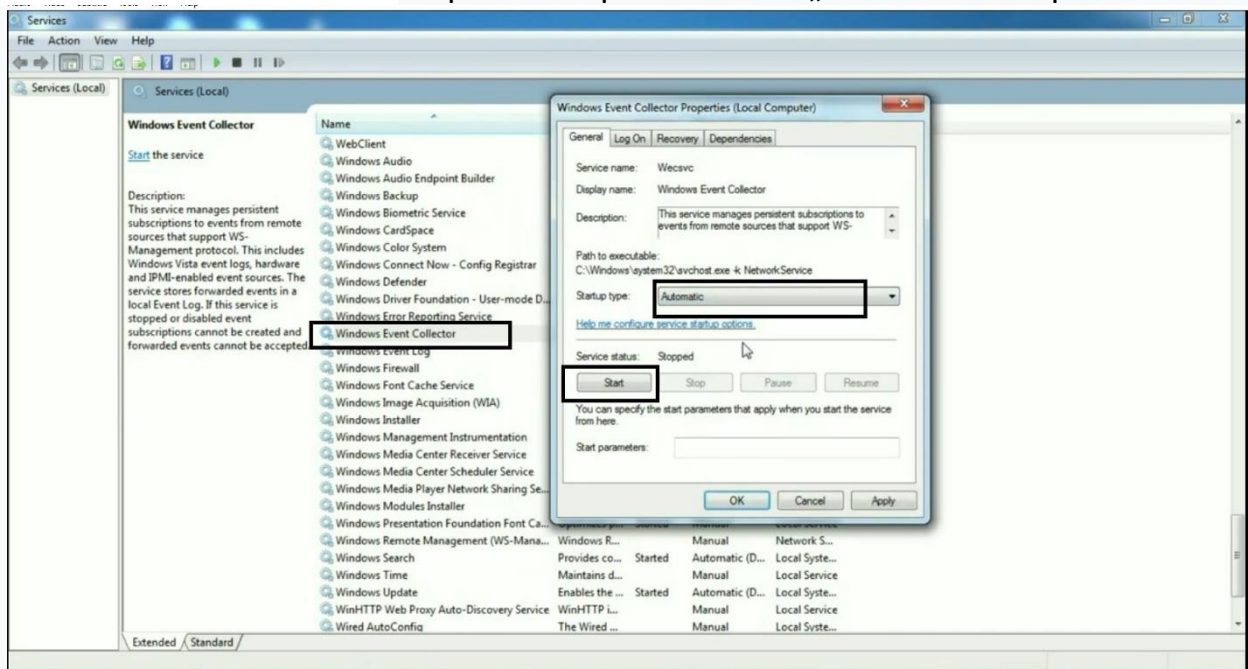 Services
File Action View Help
Services (Local)
Services (Local)
Windows Event Collector
Start the service
Description:
This service manages persistent
subscriptions to events from remote
sources that support WS-
Management protocol. This includes
Windows Vista event logs, hardware
and IPMI-enabled event sources. The
service stores forwarded events in a
local Event Log. If this service is
stopped or disabled event
subscriptions cannot be created and
forwarded events cannot be accepted.
Name
WebClient
Windows Audio
Windows Audio Endpoint Builder
Windows Backup
Windows Biometric Service
Windows CardSpace
Windows Color System
Windows Connect Now - Config Registrar
Windows Defender
Windows Driver Foundation - User-mode D...
Windows Error Reporting Service
Windows Event Collector
Windows Event Log
Windows Firewall
Windows Font Cache Service
Windows Image Acquisition (WIA)
Windows Installer
Windows Management Instrumentation
Windows Media Center Receiver Service
Windows Media Center Scheduler Service
Windows Media Player Network Sharing Se...
Windows Modules Installer
Windows Presentation Foundation Font Ca...
Windows Remote Management (WS-Mana... Windows R... Manual Network S...
Windows Search Provides co... Started Automatic (D... Local Syste...
Windows Time Maintains d... Manual Local Service
Windows Update Enables the ... Started Automatic (D... Local Syste...
WinHTTP Web Proxy Auto-Discovery Service WinHTTP i... Manual Local Service
Wired AutoConfig The Wired ... Manual Local Syste...
Extended Standard
Windows Event Collector Properties (Local Computer)
General Log On Recovery Dependencies
Service name: Wecsvc
Display name: Windows Event Collector
Description: This service manages persistent subscriptions to
events from remote sources that support WS-
Path to executable:
C:\Windows\system32\svchost.exe -k NetworkService
Startup type: Automatic
Help me configure service startup options.
Service status: Stopped
Start Stop Pause Resume
You can specify the start parameters that apply when you start the service
from here.
Start parameters:
OK Cancel Apply